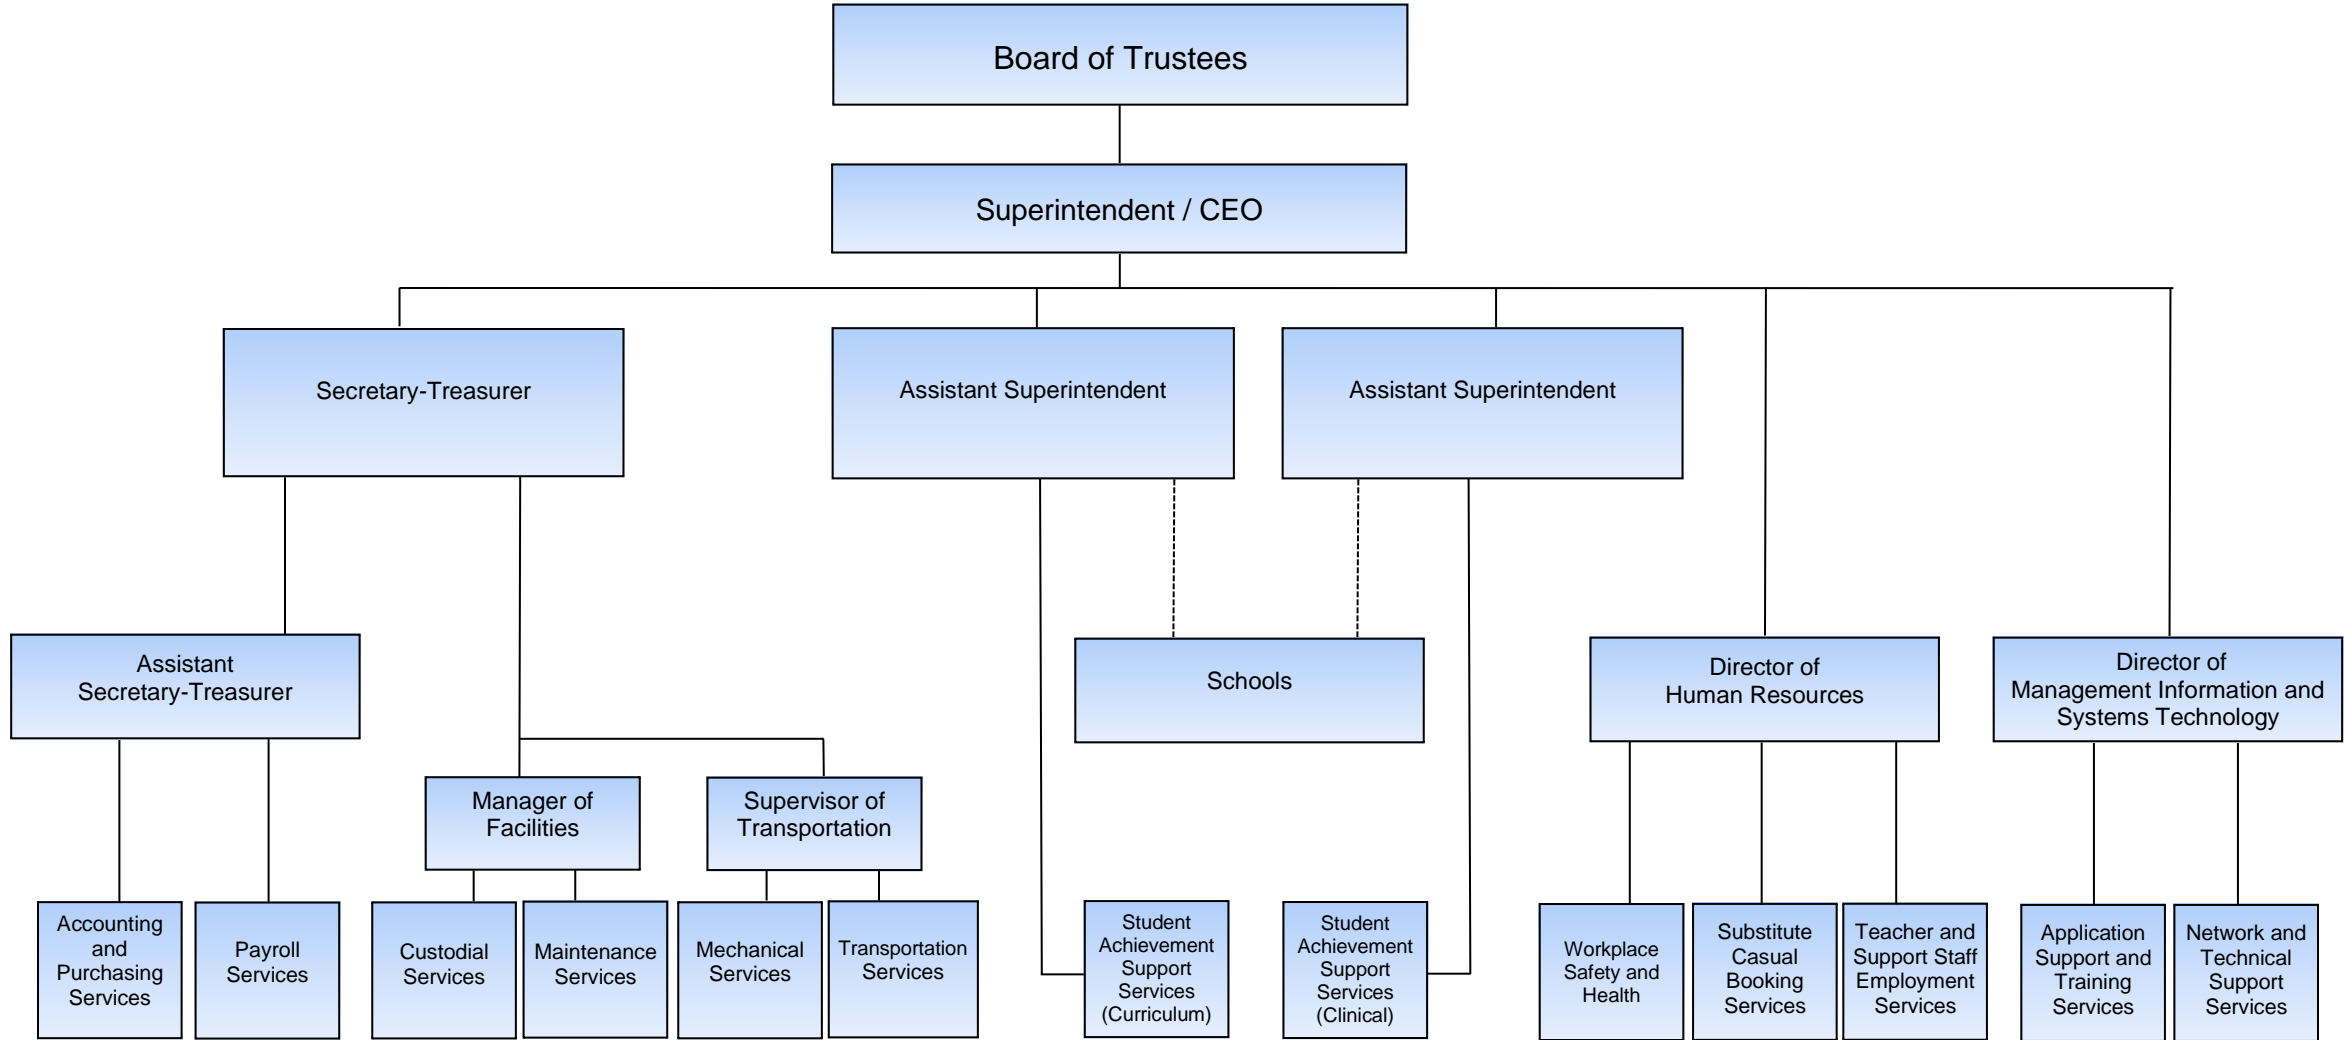 Board of Trustees
Superintendent / CEO
Secretary-Treasurer
Assistant Superintendent
Assistant Superintendent
Assistant
Secretary-Treasurer
Schools
Director of
Human Resources
Director of
Management Information and
Systems Technology
Manager of
Facilities
Supervisor of
Transportation
Accounting
and
Purchasing
Services
Payroll
Services
Custodial
Services
Maintenance
Services
Mechanical
Services
Transportation
Services
Student
Achievement
Support
Services
(Curriculum)
Student
Achievement
Support
Services
(Clinical)
Workplace
Safety and
Health
Substitute
Casual
Booking
Services
Teacher and
Support Staff
Employment
Services
Application
Support and
Training
Services
Network and
Technical
Support
Services